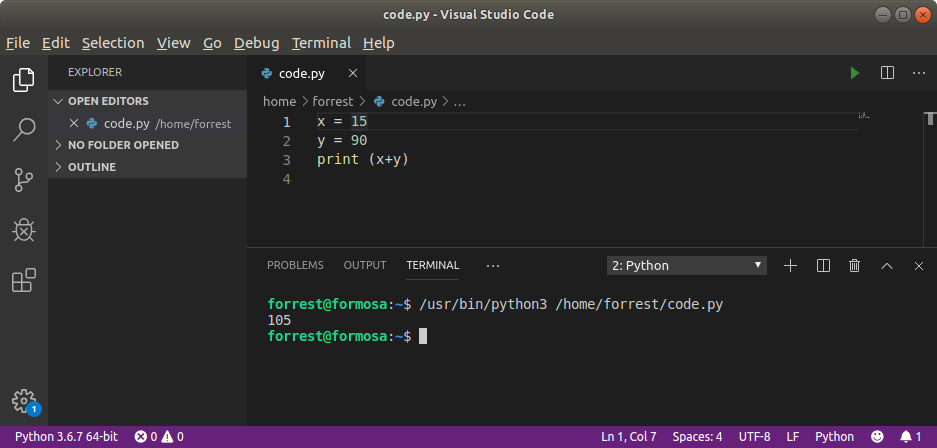 code.py - Visual Studio Code
File Edit Selection View Go Debug Terminal Help
EXPLORER
OPEN EDITORS
code.py /home/forrest
NO FOLDER OPENED
OUTLINE
1
code.py
home > forrest > code.py > ...
1 x = 15
2 y = 90
3 print (x+y)
4
PROBLEMS OUTPUT TERMINAL ... 2: Python
forrest@formosa:~$ /usr/bin/python3 /home/forrest/code.py
105
forrest@formosa:~$
Python 3.6.7 64-bit 0 0 Ln 1, Col 7 Spaces: 4 UTF-8 LF Python 1